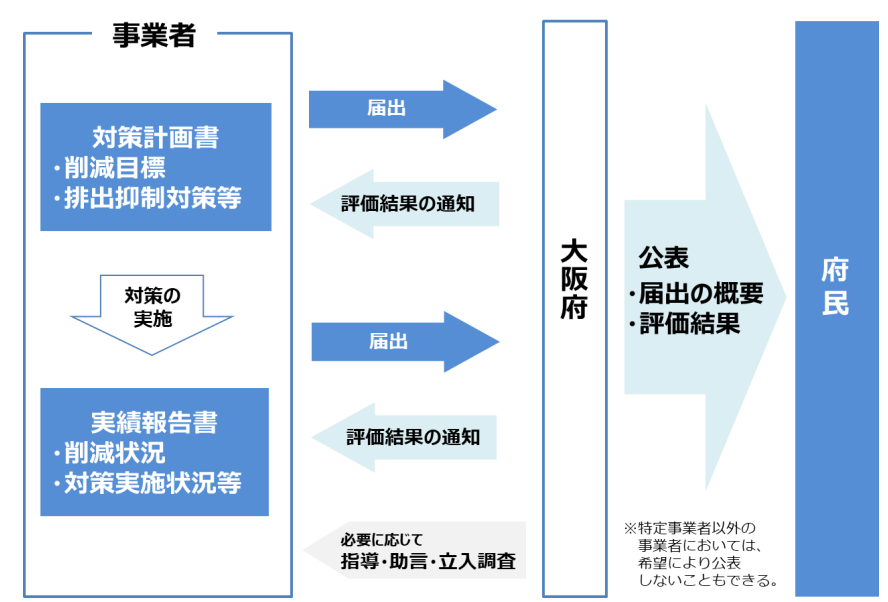 事業者
対策計画書
・削減目標
・排出抑制対策等
対策の
実施
実績報告書
・削減状況
・対策実施状況等
届出
評価結果の通知
届出
評価結果の通知
必要に応じて
指導・助言・立入調査
大阪府
公表
・届出の概要
・評価結果
府民
※特定事業者以外の
事業者においては、
希望により公表
しないこともできる。